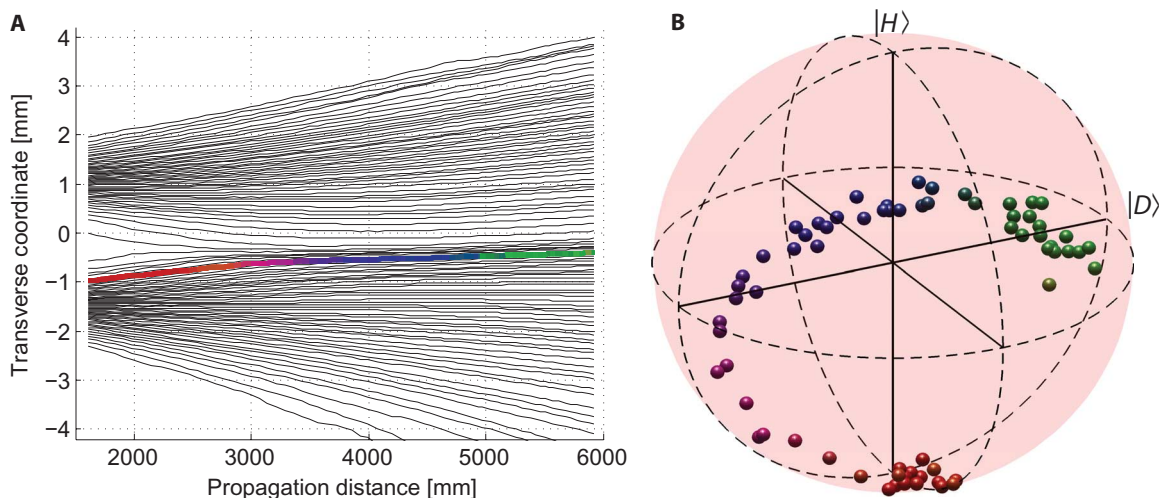 A
B
|H⟩
|D⟩
Transverse coordinate [mm]
4
3
2
1
0
−1
−2
−3
−4
2000 3000 4000 5000 6000
Propagation distance [mm]